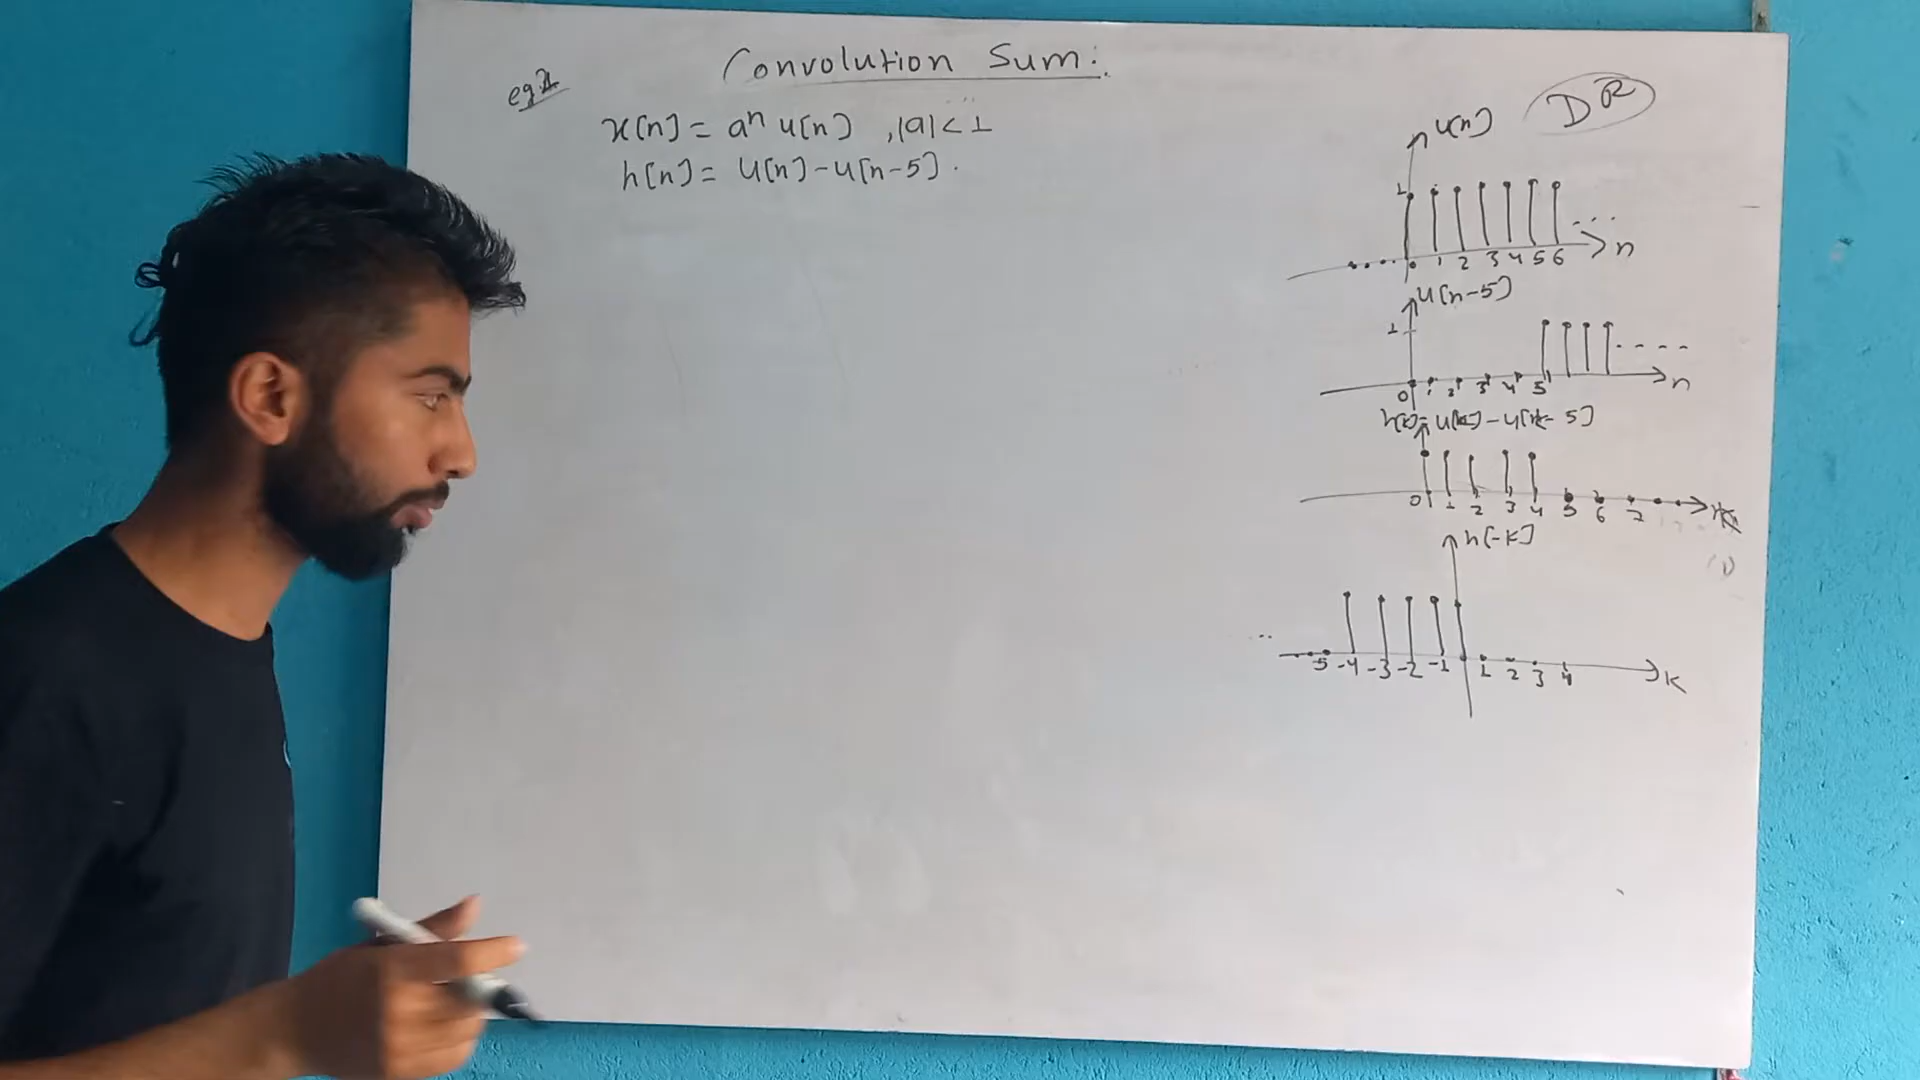 Convolution Sum:
eg
x[n] = aⁿ u[n] , |a| < 1
h[n] = u[n] - u[n-5] .
DR
u[n]
1
0 1 2 3 4 5 6 n
u[n-5]
1
0 1 2 3 4 5 n
h[k] = u[k] - u[k-5]
0 1 2 3 4 5 6 7
h[-k]
-5 -4 -3 -2 -1 1 2 3 4 k